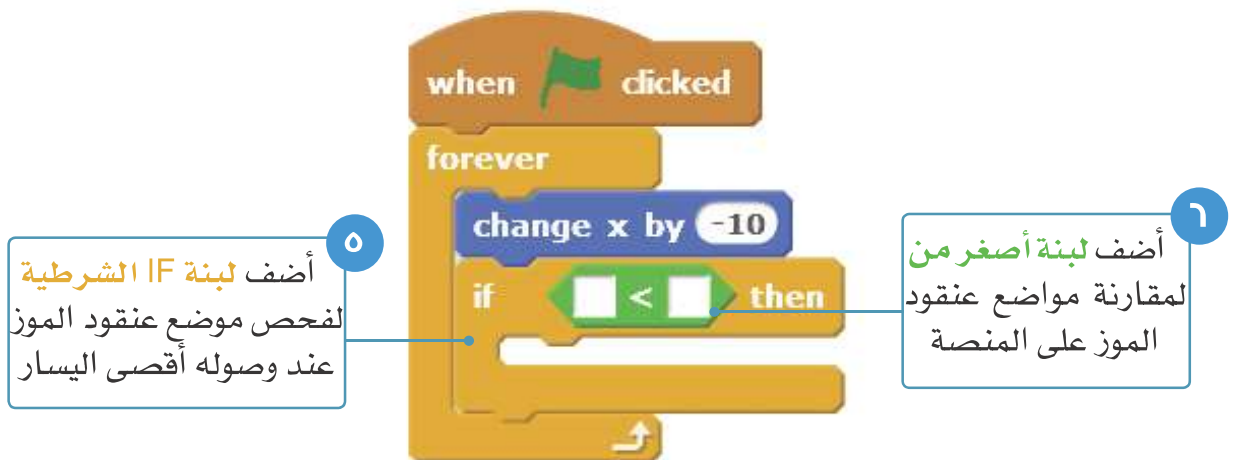 when clicked
forever
change x by -10
if < then
٥
أضف لبنة IF الشرطية
لفحص موضع عنقود الموز
عند وصوله أقصى اليسار
٦
أضف لبنة أصغر من
لمقارنة مواضع عنقود
الموز على المنصة